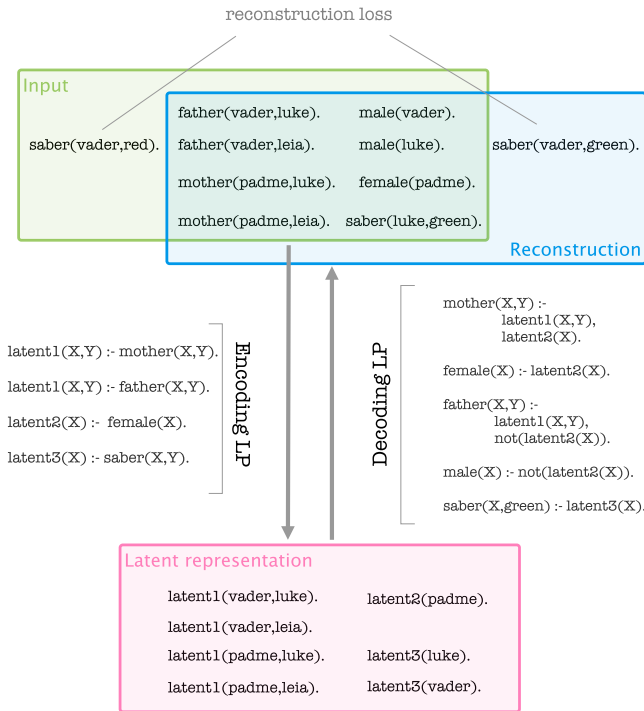 reconstruction loss
Input
father(vader,luke). male(vader).
saber(vader,red). father(vader,leia). male(luke). saber(vader,green).
mother(padme,luke). female(padme).
mother(padme,leia). saber(luke,green).
Reconstruction
latent1(X,Y) :- mother(X,Y).
latent1(X,Y) :- father(X,Y).
latent2(X) :- female(X).
latent3(X) :- saber(X,Y).
Encoding LP
Decoding LP
mother(X,Y) :-
latent1(X,Y),
latent2(X).
female(X) :- latent2(X).
father(X,Y) :-
latent1(X,Y),
not(latent2(X)).
male(X) :- not(latent2(X)).
saber(X,green) :- latent3(X).
Latent representation
latent1(vader,luke). latent2(padme).
latent1(vader,leia).
latent1(padme,luke). latent3(luke).
latent1(padme,leia). latent3(vader).